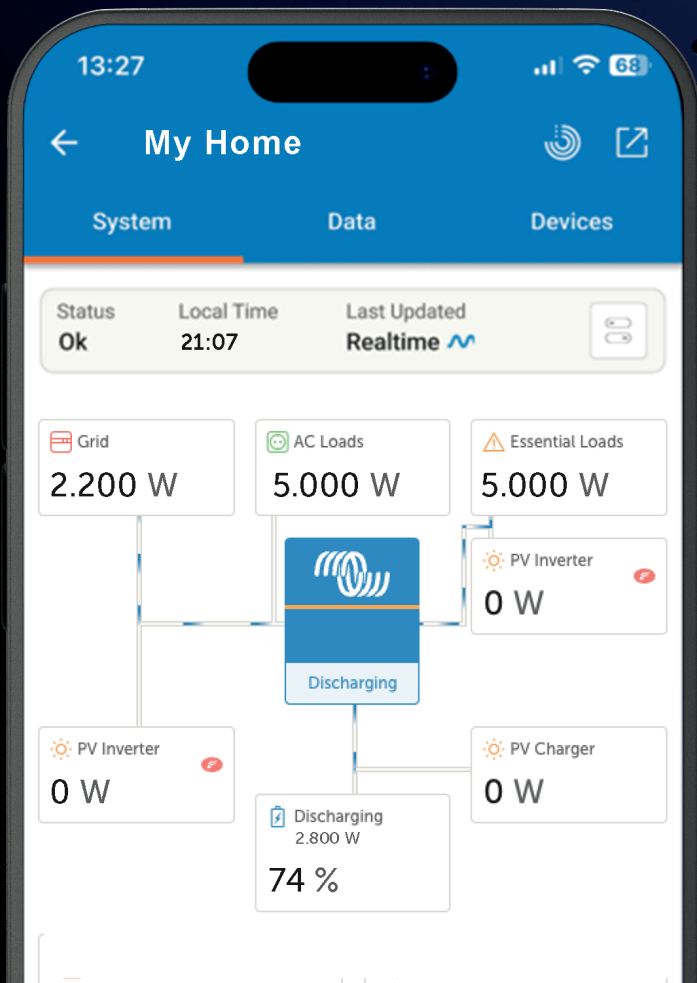 13:27
68
My Home
System Data Devices
Status Local Time Last Updated
Ok 21:07 Realtime
Grid
2.200 W
AC Loads
5.000 W
Essential Loads
5.000 W
PV Inverter
0 W
Discharging
PV Inverter
0 W
PV Charger
0 W
Discharging
2.800 W
74 %